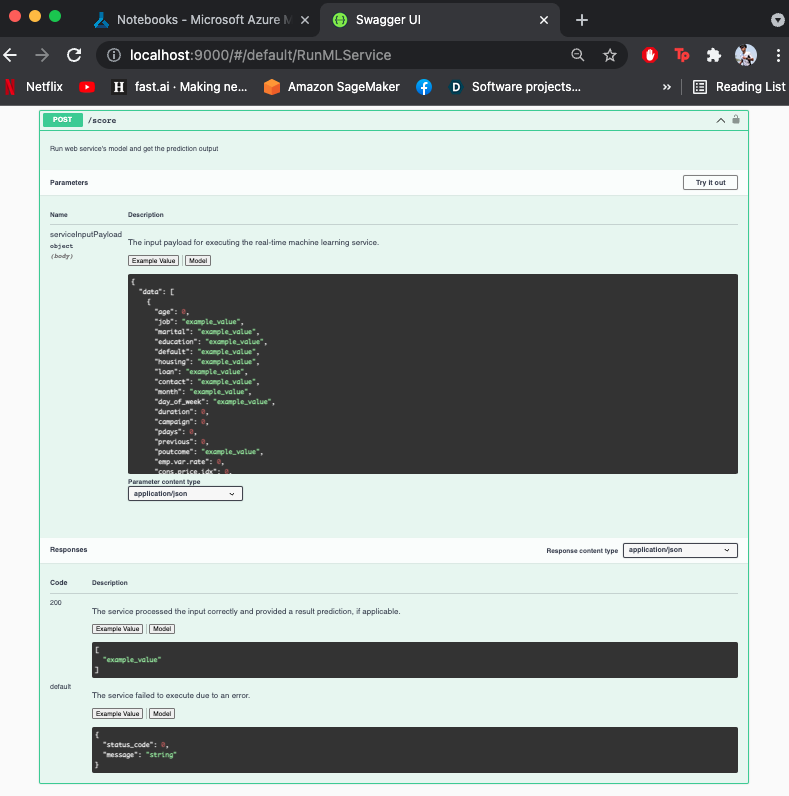 Notebooks - Microsoft Azure M
Swagger UI
localhost:9000/#/default/RunMLService
Tp
Netflix
H
fast.ai · Making ne...
Amazon SageMaker
D
Software projects...
»
Reading List
POST
/score
Run web service's model and get the prediction output
Parameters
Try it out
Name
Description
serviceInputPayload
object
(body)
The input payload for executing the real-time machine learning service.
Example Value
Model
{
"data": [
{
"age": 0,
"job": "example_value",
"marital": "example_value",
"education": "example_value",
"default": "example_value",
"housing": "example_value",
"loan": "example_value",
"contact": "example_value",
"month": "example_value",
"day_of_week": "example_value",
"duration": 0,
"campaign": 0,
"pdays": 0,
"previous": 0,
"poutcome": "example_value",
"emp.var.rate": 0,
"cons.price.idx": 0,
Parameter content type
application/json
Responses
Response content type
application/json
Code
Description
200
The service processed the input correctly and provided a result prediction, if applicable.
Example Value
Model
[
"example_value"
]
default
The service failed to execute due to an error.
Example Value
Model
{
"status_code": 0,
"message": "string"
}